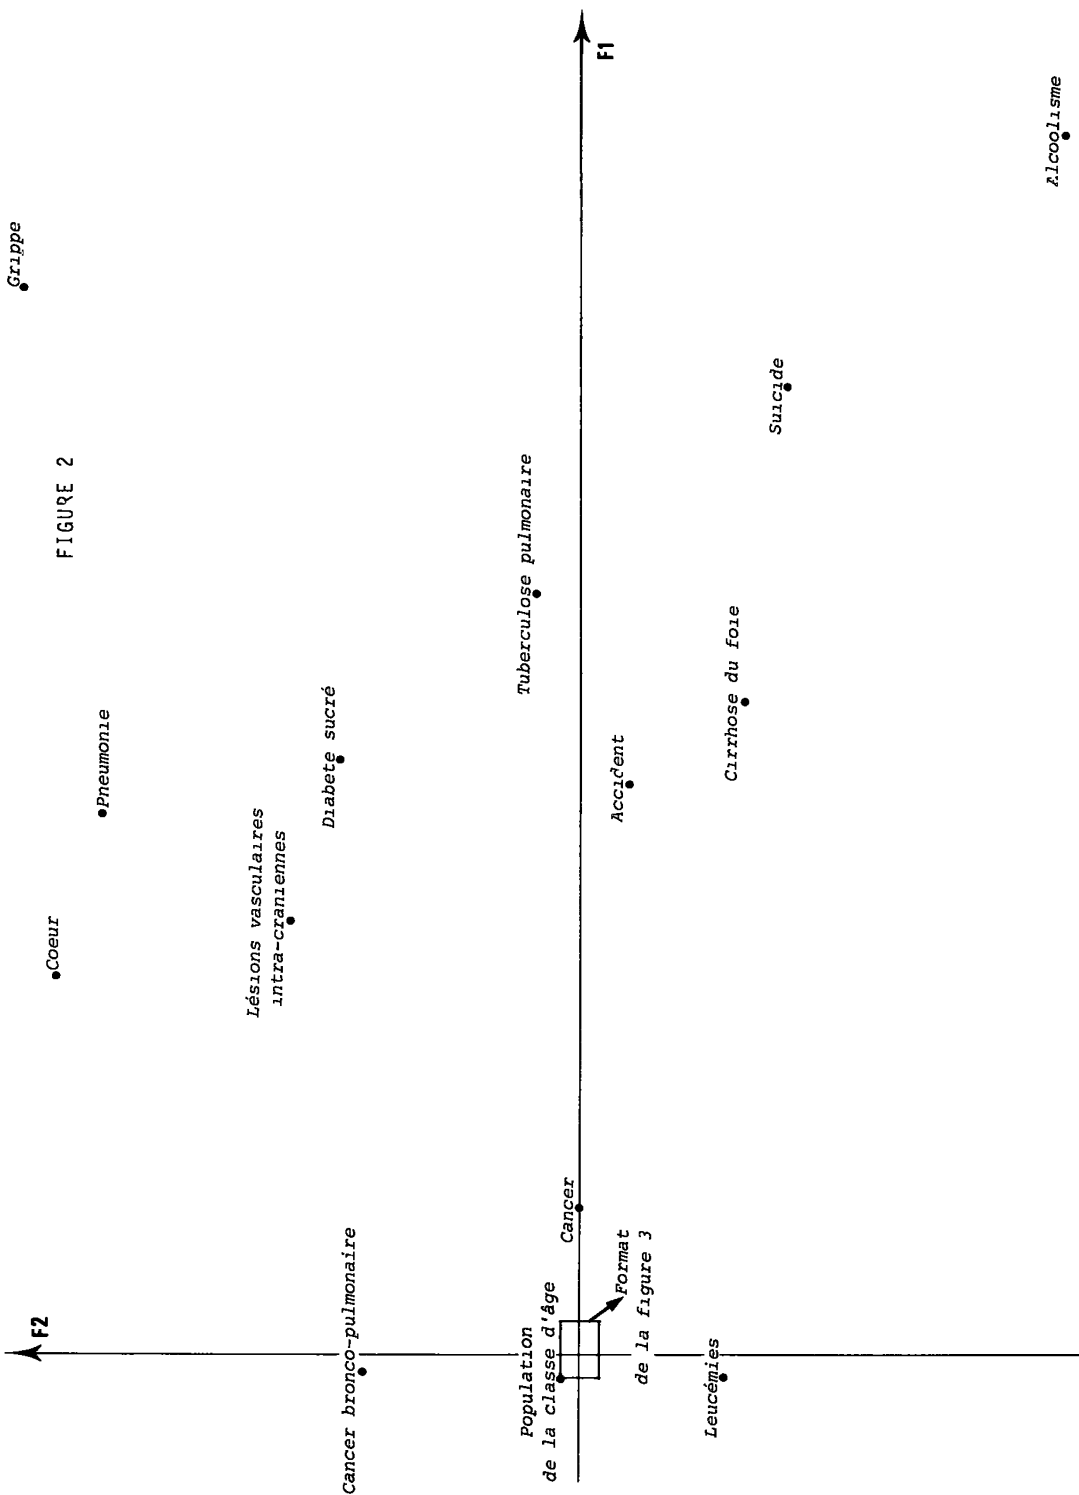 Grippe
F2
FIGURE 2
Coeur
Pneumonie
Lésions vasculaires
intra-craniennes
Diabete sucré
Cancer bronco-pulmonaire
Tuberculose pulmonaire
Population
de la classe d'âge
Cancer
F1
Accident
Format
de la figure 3
Cirrhose du foie
Suicide
Leucémies
Alcoolisme